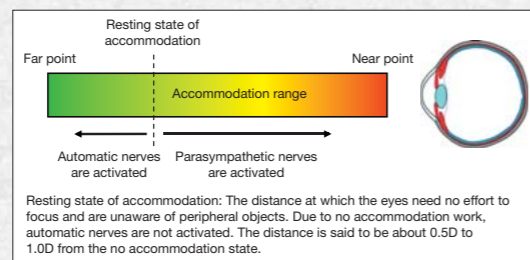 Resting state of
accommodation
Far point
Near point
Accommodation range
Automatic nerves
are activated
Parasympathetic nerves
are activated
Resting state of accommodation: The distance at which the eyes need no effort to
focus and are unaware of peripheral objects. Due to no accommodation work,
automatic nerves are not activated. The distance is said to be about 0.5D to
1.0D from the no accommodation state.